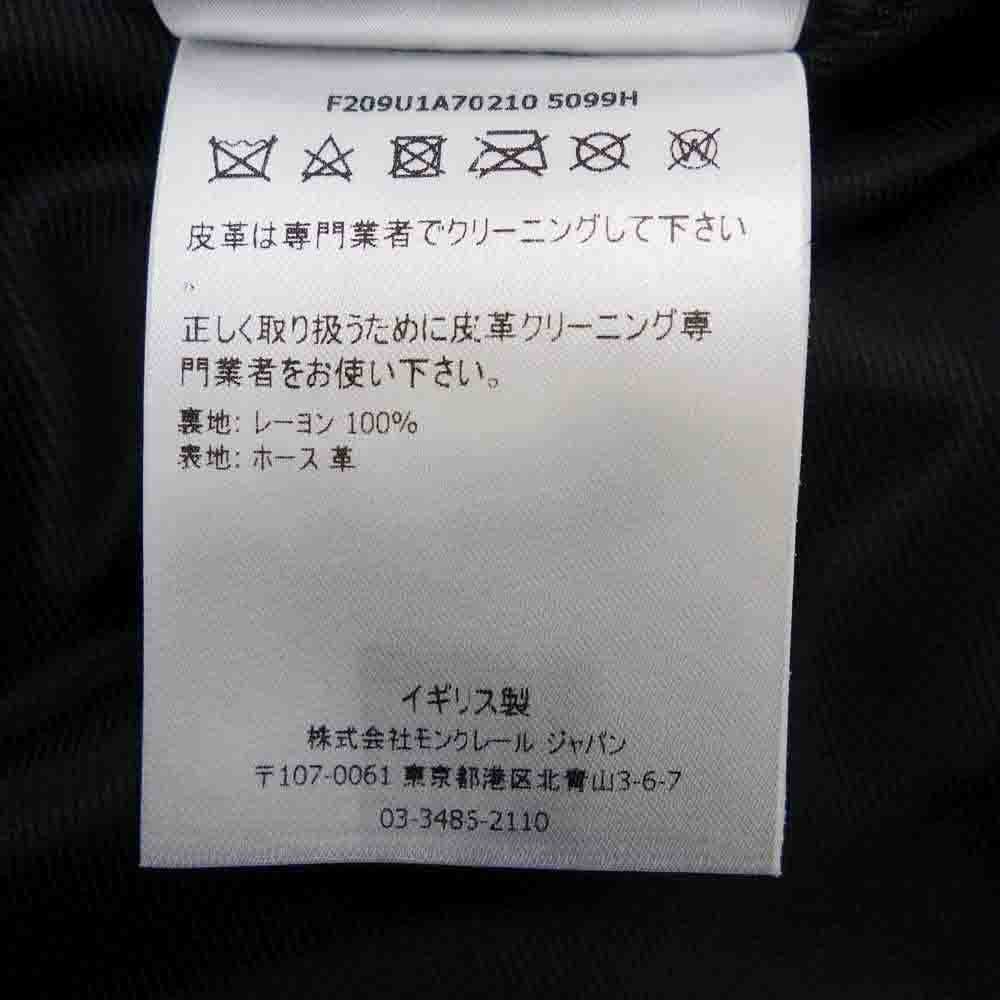 F209U1A70210 5099H
W
皮革は専門業者でクリーニングして下さい
。
正しく取り扱うために皮革クリーニング専
門業者をお使い下さい。
裏地: レーヨン 100%
表地: ホース 革
イギリス製
株式会社モンクレール ジャパン
〒107-0061 東京都港区北青山3-6-7
03-3485-2110